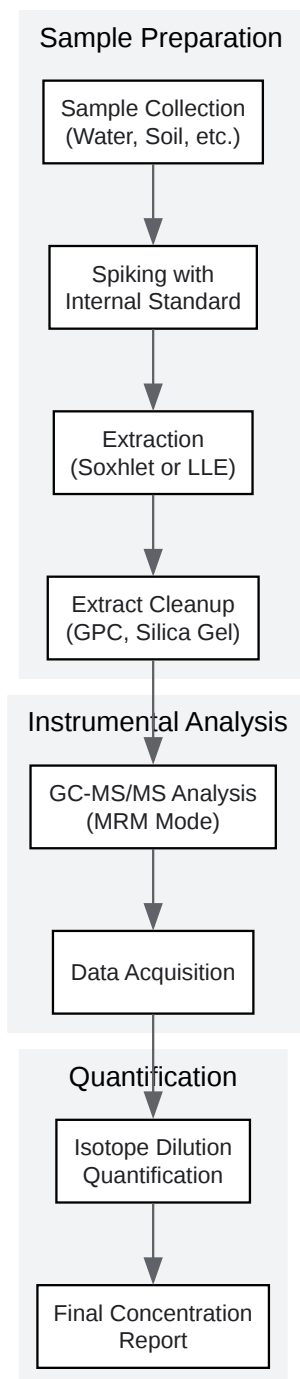 Sample Preparation
Sample Collection
(Water, Soil, etc.)
Spiking with
Internal Standard
Extraction
(Soxhlet or LLE)
Extract Cleanup
(GPC, Silica Gel)
Instrumental Analysis
GC-MS/MS Analysis
(MRM Mode)
Data Acquisition
Quantification
Isotope Dilution
Quantification
Final Concentration
Report